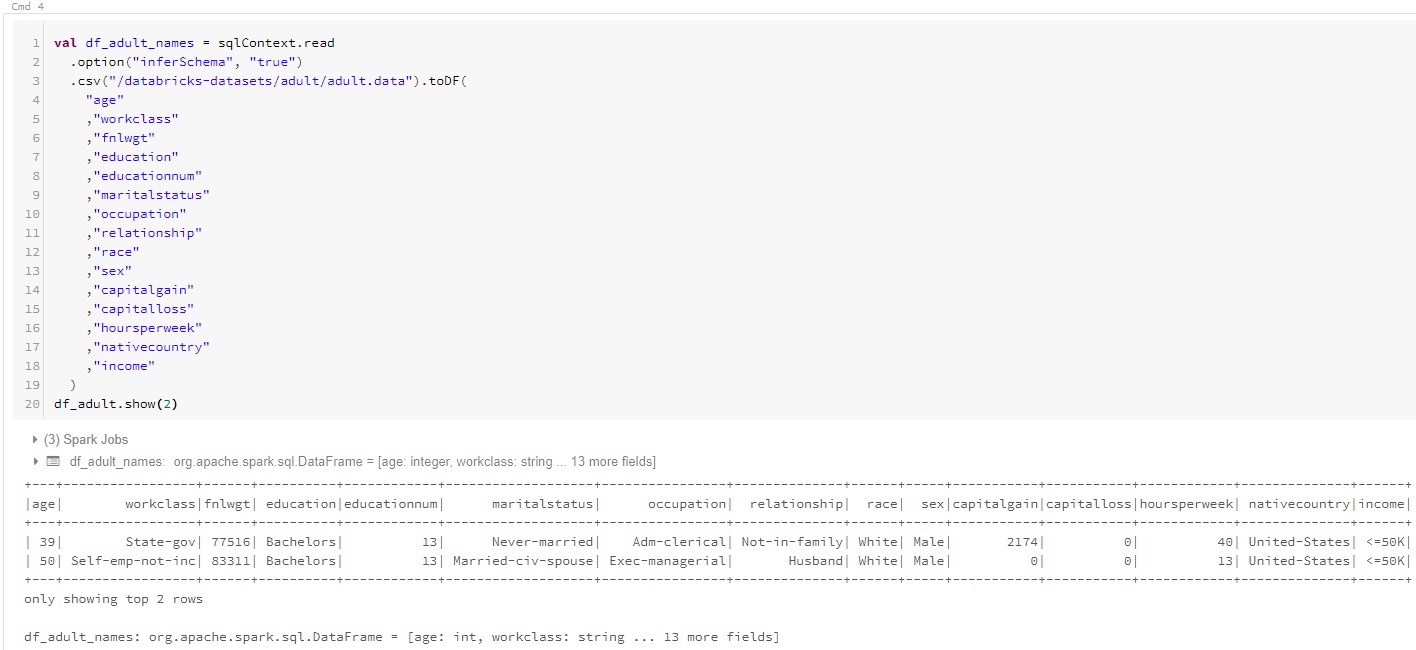 Cmd 4
1 val df_adult_names = sqlContext.read
2   .option("inferSchema", "true")
3   .csv("/databricks-datasets/adult/adult.data").toDF(
4     "age"
5     ,"workclass"
6     ,"fnlwgt"
7     ,"education"
8     ,"educationnum"
9     ,"maritalstatus"
10     ,"occupation"
11     ,"relationship"
12     ,"race"
13     ,"sex"
14     ,"capitalgain"
15     ,"capitalloss"
16     ,"hoursperweek"
17     ,"nativecountry"
18     ,"income"
19   )
20 df_adult.show(2)
(3) Spark Jobs
df_adult_names: org.apache.spark.sql.DataFrame = [age: integer, workclass: string ... 13 more fields]
+---+-----------------+------+----------+------------+-------------------+----------------+-------------+------+-----+-----------+-----------+------------+--------------+------+
|age|        workclass|fnlwgt| education|educationnum|      maritalstatus|      occupation|  relationship|  race|  sex|capitalgain|capitalloss|hoursperweek| nativecountry|income|
+---+-----------------+------+----------+------------+-------------------+----------------+-------------+------+-----+-----------+-----------+------------+--------------+------+
| 39|        State-gov| 77516| Bachelors|          13|      Never-married|    Adm-clerical| Not-in-family| White| Male|       2174|          0|          40| United-States| <=50K|
| 50| Self-emp-not-inc| 83311| Bachelors|          13| Married-civ-spouse| Exec-managerial|       Husband| White| Male|          0|          0|          13| United-States| <=50K|
+---+-----------------+------+----------+------------+-------------------+----------------+-------------+------+-----+-----------+-----------+------------+--------------+------+
only showing top 2 rows
df_adult_names: org.apache.spark.sql.DataFrame = [age: int, workclass: string ... 13 more fields]